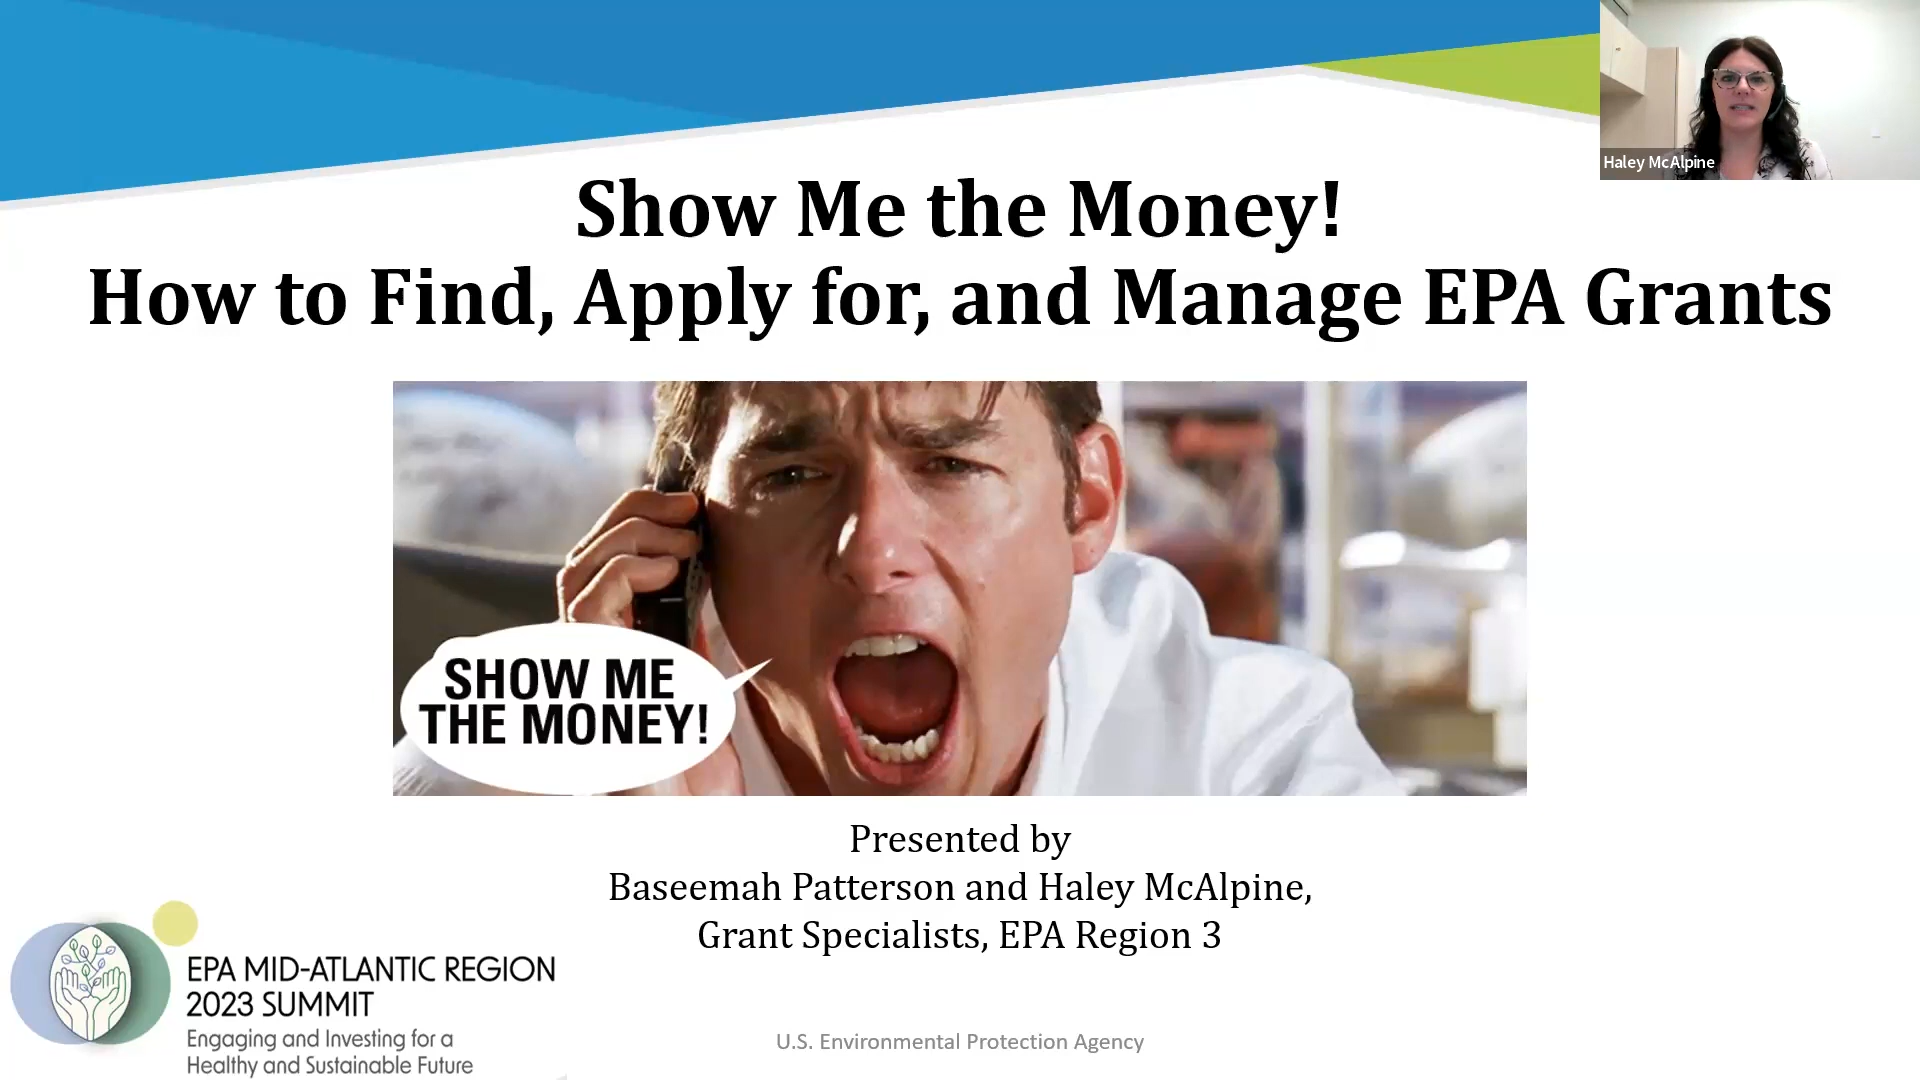 Haley McAlpine
Show Me the Money!
How to Find, Apply for, and Manage EPA Grants
SHOW ME
THE MONEY!
Presented by
Baseemah Patterson and Haley McAlpine,
Grant Specialists, EPA Region 3
EPA MID-ATLANTIC REGION
2023 SUMMIT
Engaging and Investing for a
Healthy and Sustainable Future
U.S. Environmental Protection Agency